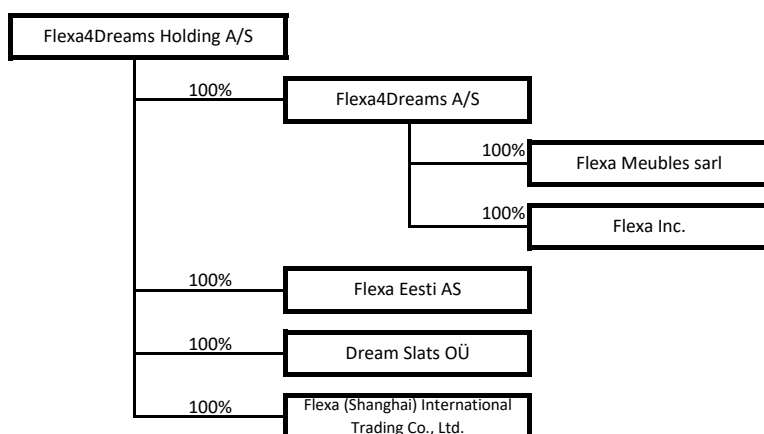 Flexa4Dreams Holding A/S
100%
Flexa4Dreams A/S
100%
Flexa Meubles sarl
100%
Flexa Inc.
100%
Flexa Eesti AS
100%
Dream Slats OÜ
100%
Flexa (Shanghai) International
Trading Co., Ltd.